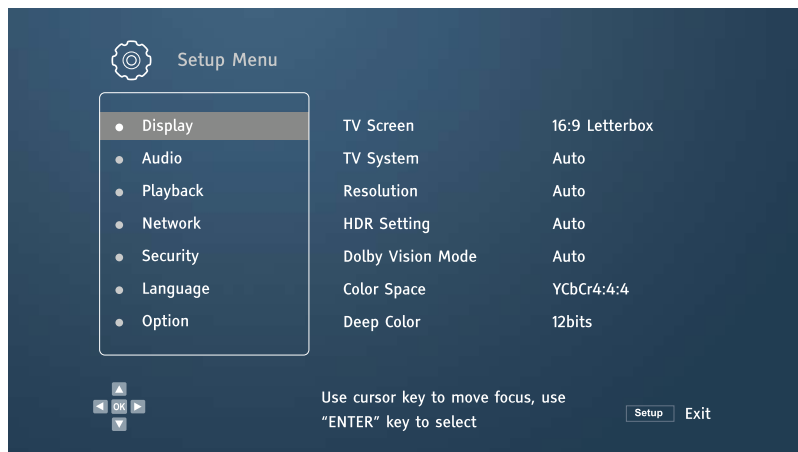 Setup Menu
Display
TV Screen
16:9 Letterbox
Audio
TV System
Auto
Playback
Resolution
Auto
Network
HDR Setting
Auto
Security
Dolby Vision Mode
Auto
Language
Color Space
YCbCr4:4:4
Option
Deep Color
12bits
OK
Use cursor key to move focus, use
“ENTER” key to select
Setup
Exit